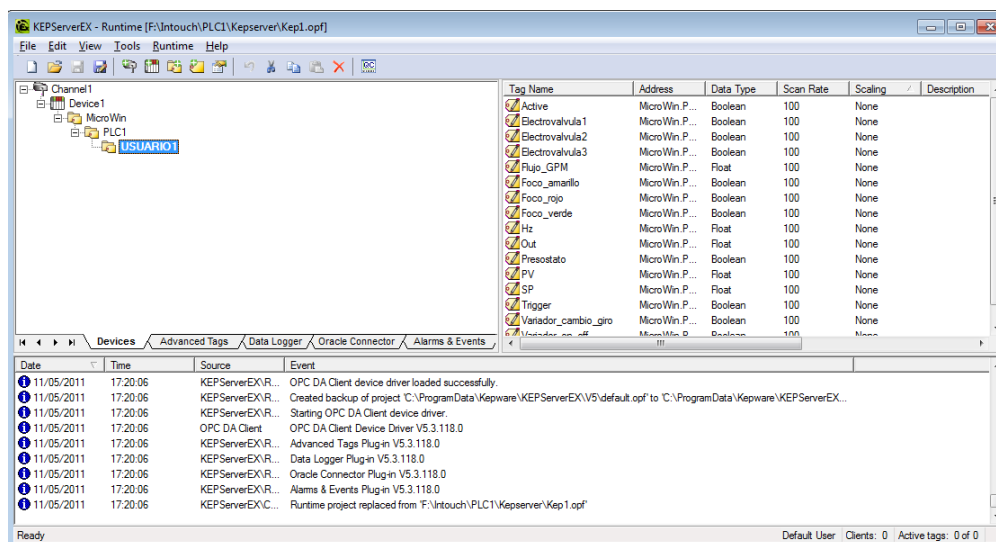 KEPServerEX - Runtime [F:\Intouch\PLC1\Kepserver\Kep1.opf]
File Edit View Tools Runtime Help
Channel1
Device1
MicroWin
PLC1
USUARIO1
Tag Name Address Data Type Scan Rate Scaling Description
Active MicroWin.P... Boolean 100 None
Electrovalvula1 MicroWin.P... Boolean 100 None
Electrovalvula2 MicroWin.P... Boolean 100 None
Electrovalvula3 MicroWin.P... Boolean 100 None
Flujo_GPM MicroWin.P... Float 100 None
Foco_amarillo MicroWin.P... Boolean 100 None
Foco_rojo MicroWin.P... Boolean 100 None
Foco_verde MicroWin.P... Boolean 100 None
Hz MicroWin.P... Float 100 None
Out MicroWin.P... Float 100 None
Presostato MicroWin.P... Boolean 100 None
PV MicroWin.P... Float 100 None
SP MicroWin.P... Float 100 None
Trigger MicroWin.P... Boolean 100 None
Variador_cambio_giro MicroWin.P... Boolean 100 None
Variador_on_off MicroWin.P... Boolean 100 None
Devices Advanced Tags Data Logger Oracle Connector Alarms & Events
Date Time Source Event
11/05/2011 17:20:06 KEPServerEX\R... OPC DA Client device driver loaded successfully.
11/05/2011 17:20:06 KEPServerEX\R... Created backup of project 'C:\ProgramData\Kepware\KEPServerEX\V5\default.opf' to 'C:\ProgramData\Kepware\KEPServerEX...
11/05/2011 17:20:06 KEPServerEX\R... Starting OPC DA Client device driver.
11/05/2011 17:20:06 OPC DA Client OPC DA Client Device Driver V5.3.118.0
11/05/2011 17:20:06 KEPServerEX\R... Advanced Tags Plug-in V5.3.118.0
11/05/2011 17:20:06 KEPServerEX\R... Data Logger Plug-in V5.3.118.0
11/05/2011 17:20:06 KEPServerEX\R... Oracle Connector Plug-in V5.3.118.0
11/05/2011 17:20:06 KEPServerEX\R... Alarms & Events Plug-in V5.3.118.0
11/05/2011 17:20:06 KEPServerEX\C... Runtime project replaced from 'F:\Intouch\PLC1\Kepserver\Kep1.opf'
Ready Default User Clients: 0 Active tags: 0 of 0